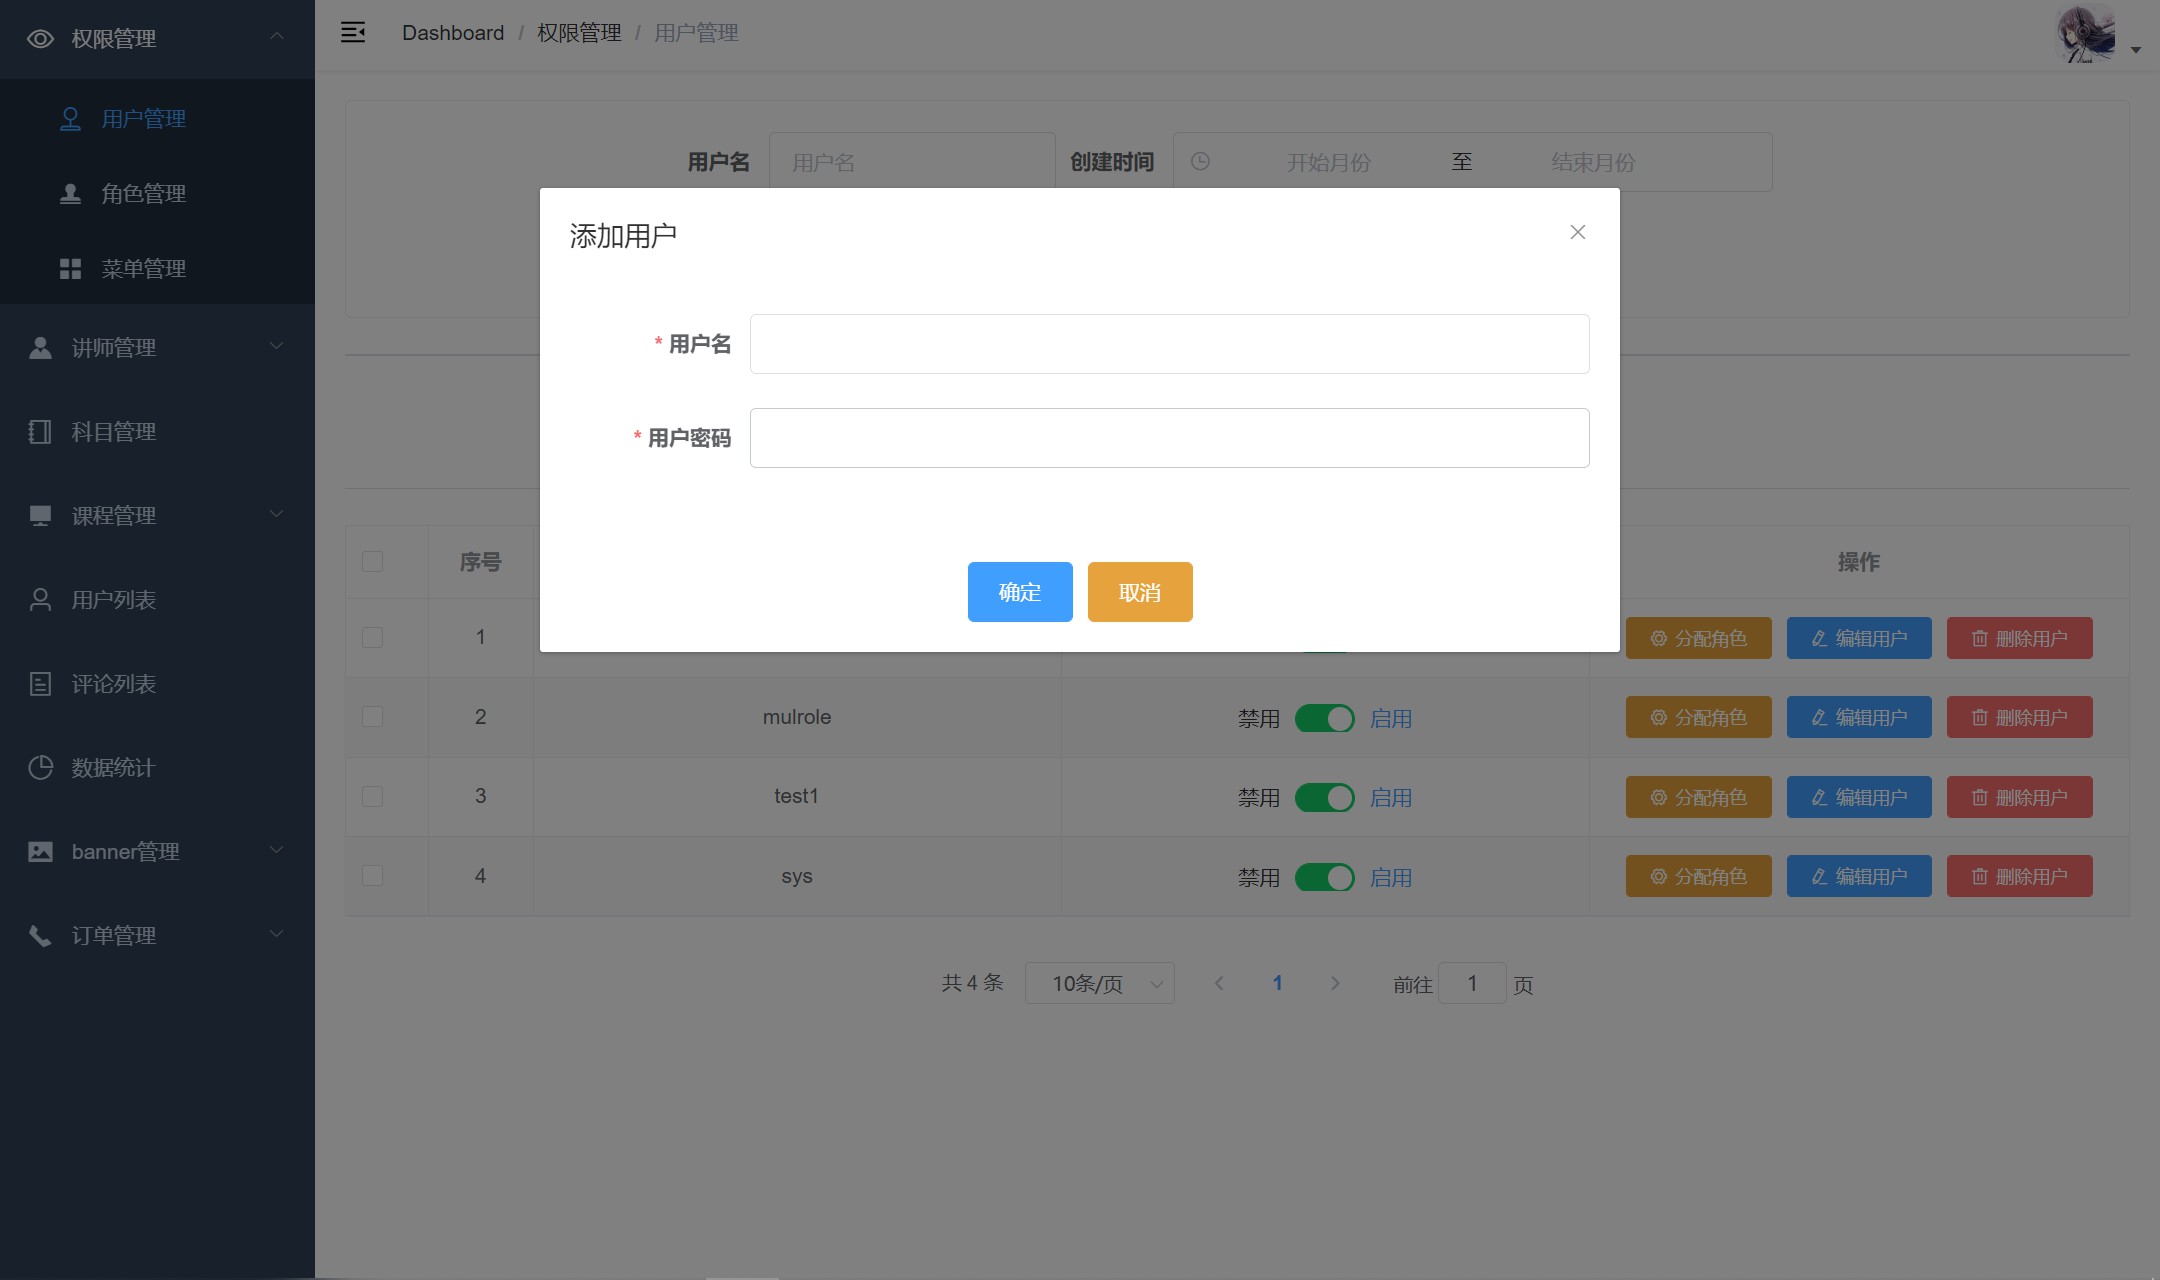 权限管理
用户管理
角色管理
菜单管理
讲师管理
科目管理
课程管理
用户列表
评论列表
数据统计
banner管理
订单管理
Dashboard / 权限管理 / 用户管理
用户名 用户名 创建时间 开始月份 至 结束月份
添加用户
* 用户名
* 用户密码
确定 取消
序号 操作
1 分配角色 编辑用户 删除用户
2 mulrole 禁用 启用 分配角色 编辑用户 删除用户
3 test1 禁用 启用 分配角色 编辑用户 删除用户
4 sys 禁用 启用 分配角色 编辑用户 删除用户
共 4 条 10条/页 1 前往 1 页